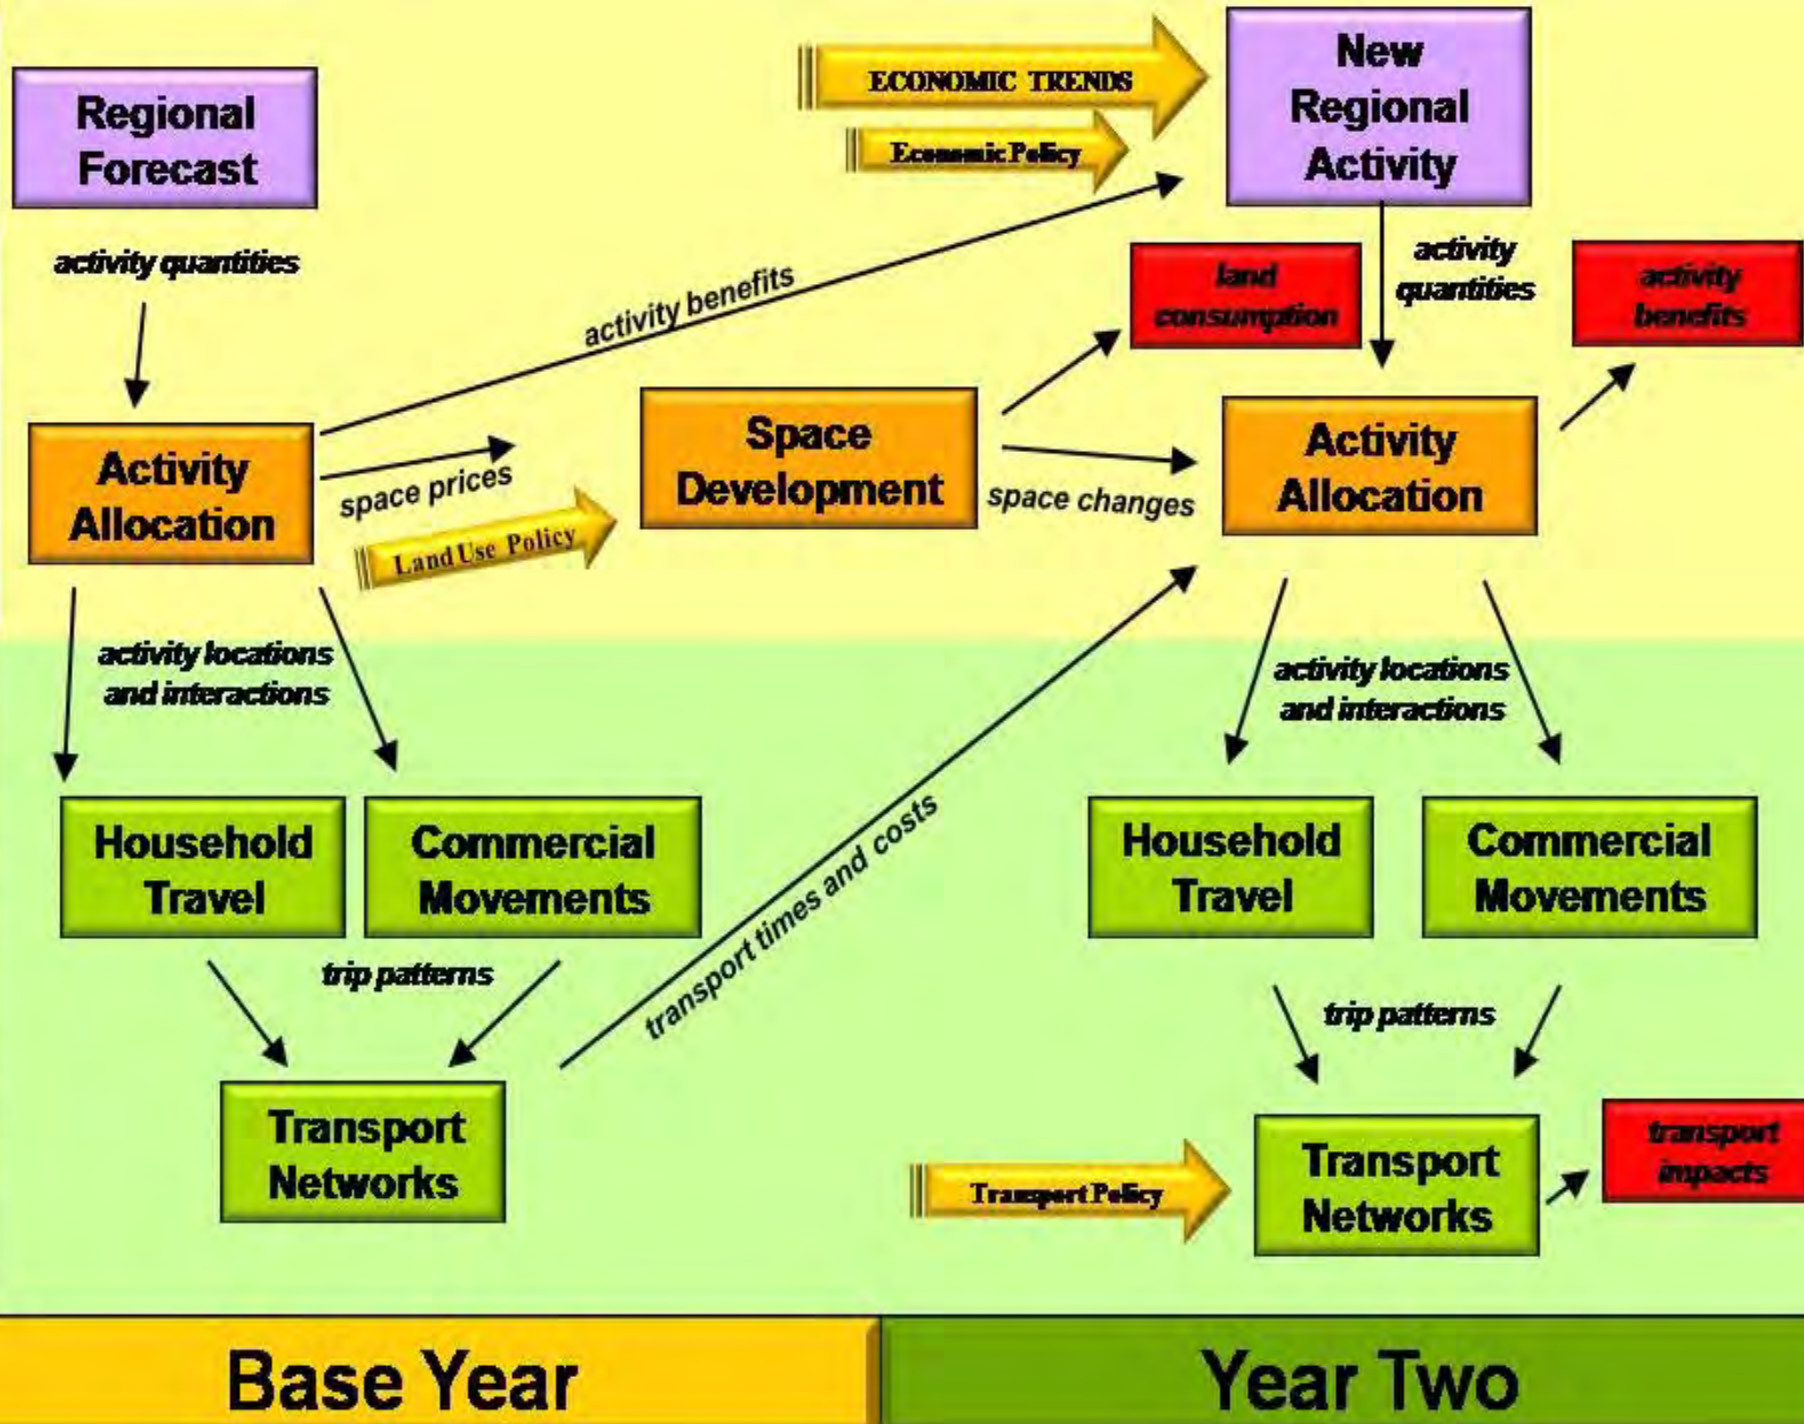 Regional
Forecast
activity quantities
Activity
Allocation
activity benefits
space prices
Land Use Policy
ECONOMIC TRENDS
Economic Policy
New
Regional
Activity
land
consumption
activity
quantities
activity
benefits
Space
Development
space changes
Activity
Allocation
activity locations
and interactions
Household
Travel
Commercial
Movements
trip patterns
Transport
Networks
transport times and costs
activity locations
and interactions
Household
Travel
Commercial
Movements
trip patterns
Transport Policy
Transport
Networks
transport
impacts
Base Year
Year Two